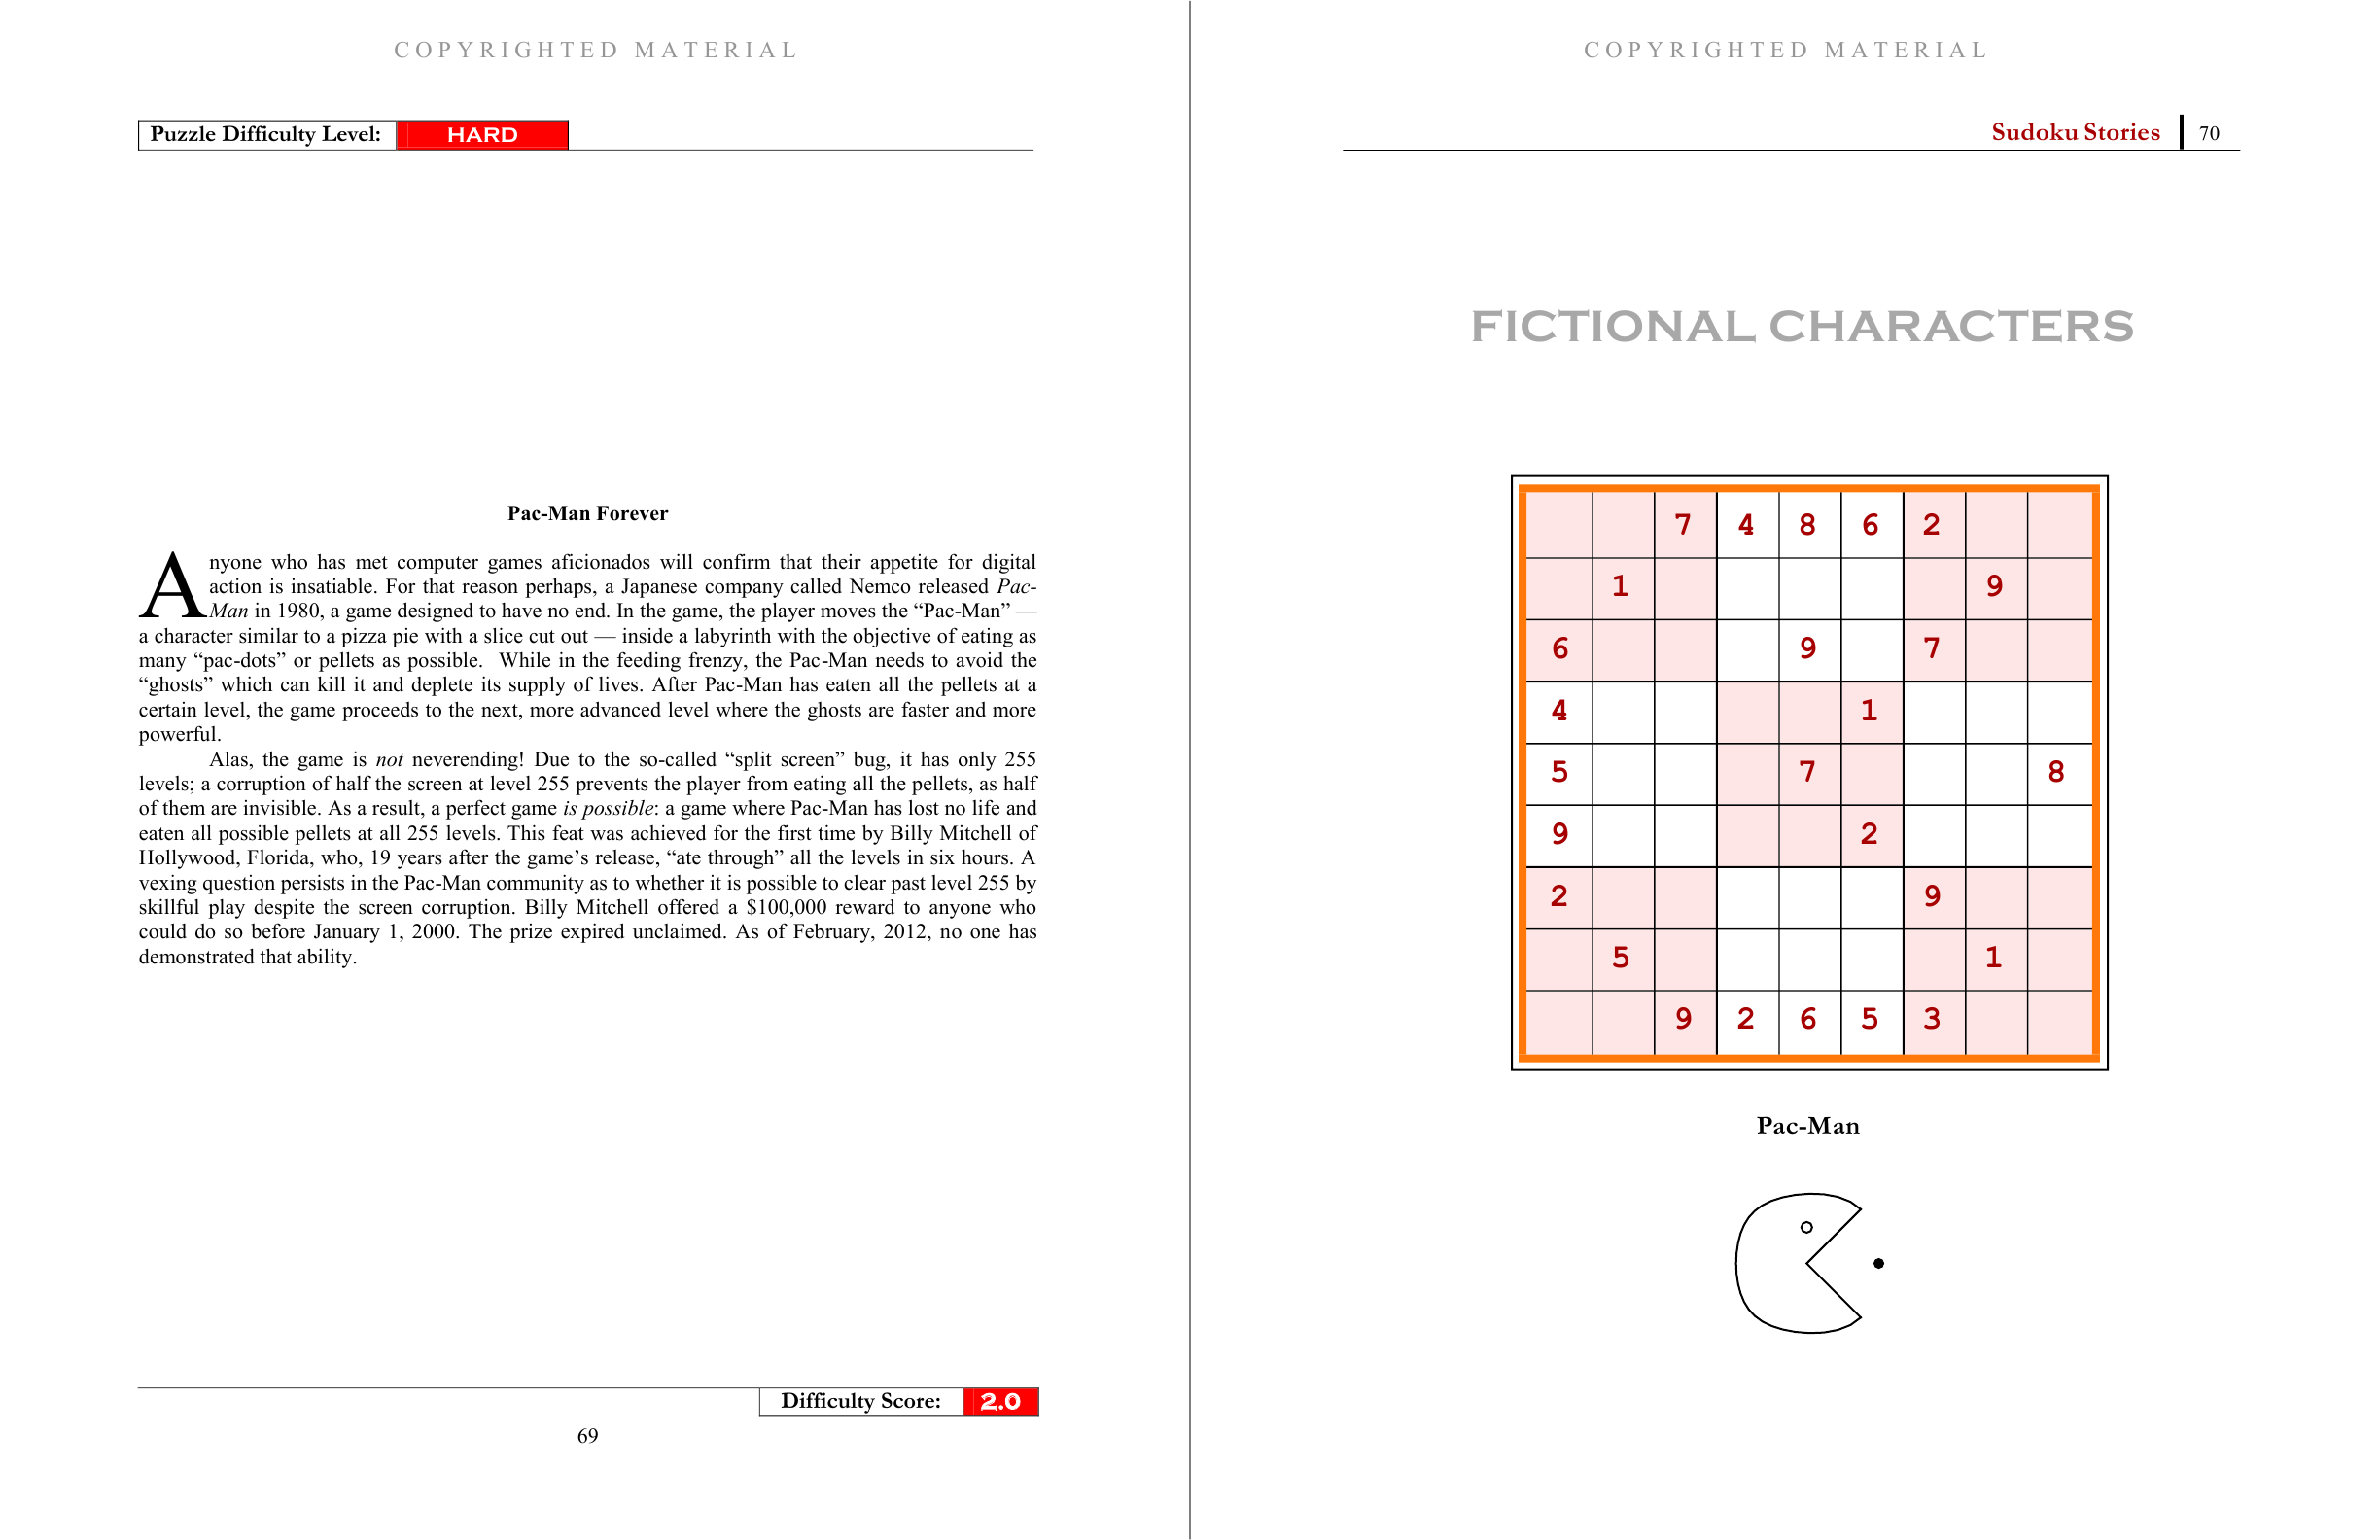 COPYRIGHTED MATERIAL
Puzzle Difficulty Level: HARD
Pac-Man Forever
Anyone who has met computer games aficionados will confirm that their appetite for digital
action is insatiable. For that reason perhaps, a Japanese company called Nemco released Pac-
Man in 1980, a game designed to have no end. In the game, the player moves the “Pac-Man” —
a character similar to a pizza pie with a slice cut out — inside a labyrinth with the objective of eating as
many “pac-dots” or pellets as possible.  While in the feeding frenzy, the Pac-Man needs to avoid the
“ghosts” which can kill it and deplete its supply of lives. After Pac-Man has eaten all the pellets at a
certain level, the game proceeds to the next, more advanced level where the ghosts are faster and more
powerful.
Alas, the game is not neverending! Due to the so-called “split screen” bug, it has only 255
levels; a corruption of half the screen at level 255 prevents the player from eating all the pellets, as half
of them are invisible. As a result, a perfect game is possible: a game where Pac-Man has lost no life and
eaten all possible pellets at all 255 levels. This feat was achieved for the first time by Billy Mitchell of
Hollywood, Florida, who, 19 years after the game’s release, “ate through” all the levels in six hours. A
vexing question persists in the Pac-Man community as to whether it is possible to clear past level 255 by
skillful play despite the screen corruption. Billy Mitchell offered a $100,000 reward to anyone who
could do so before January 1, 2000. The prize expired unclaimed. As of February, 2012, no one has
demonstrated that ability.
Difficulty Score: 2.0
69
COPYRIGHTED MATERIAL
Sudoku Stories 70
FICTIONAL CHARACTERS
7 4 8 6 2
1 9
6 9 7
4 1
5 7 8
9 2
2 9
5 1
9 2 6 5 3
Pac-Man